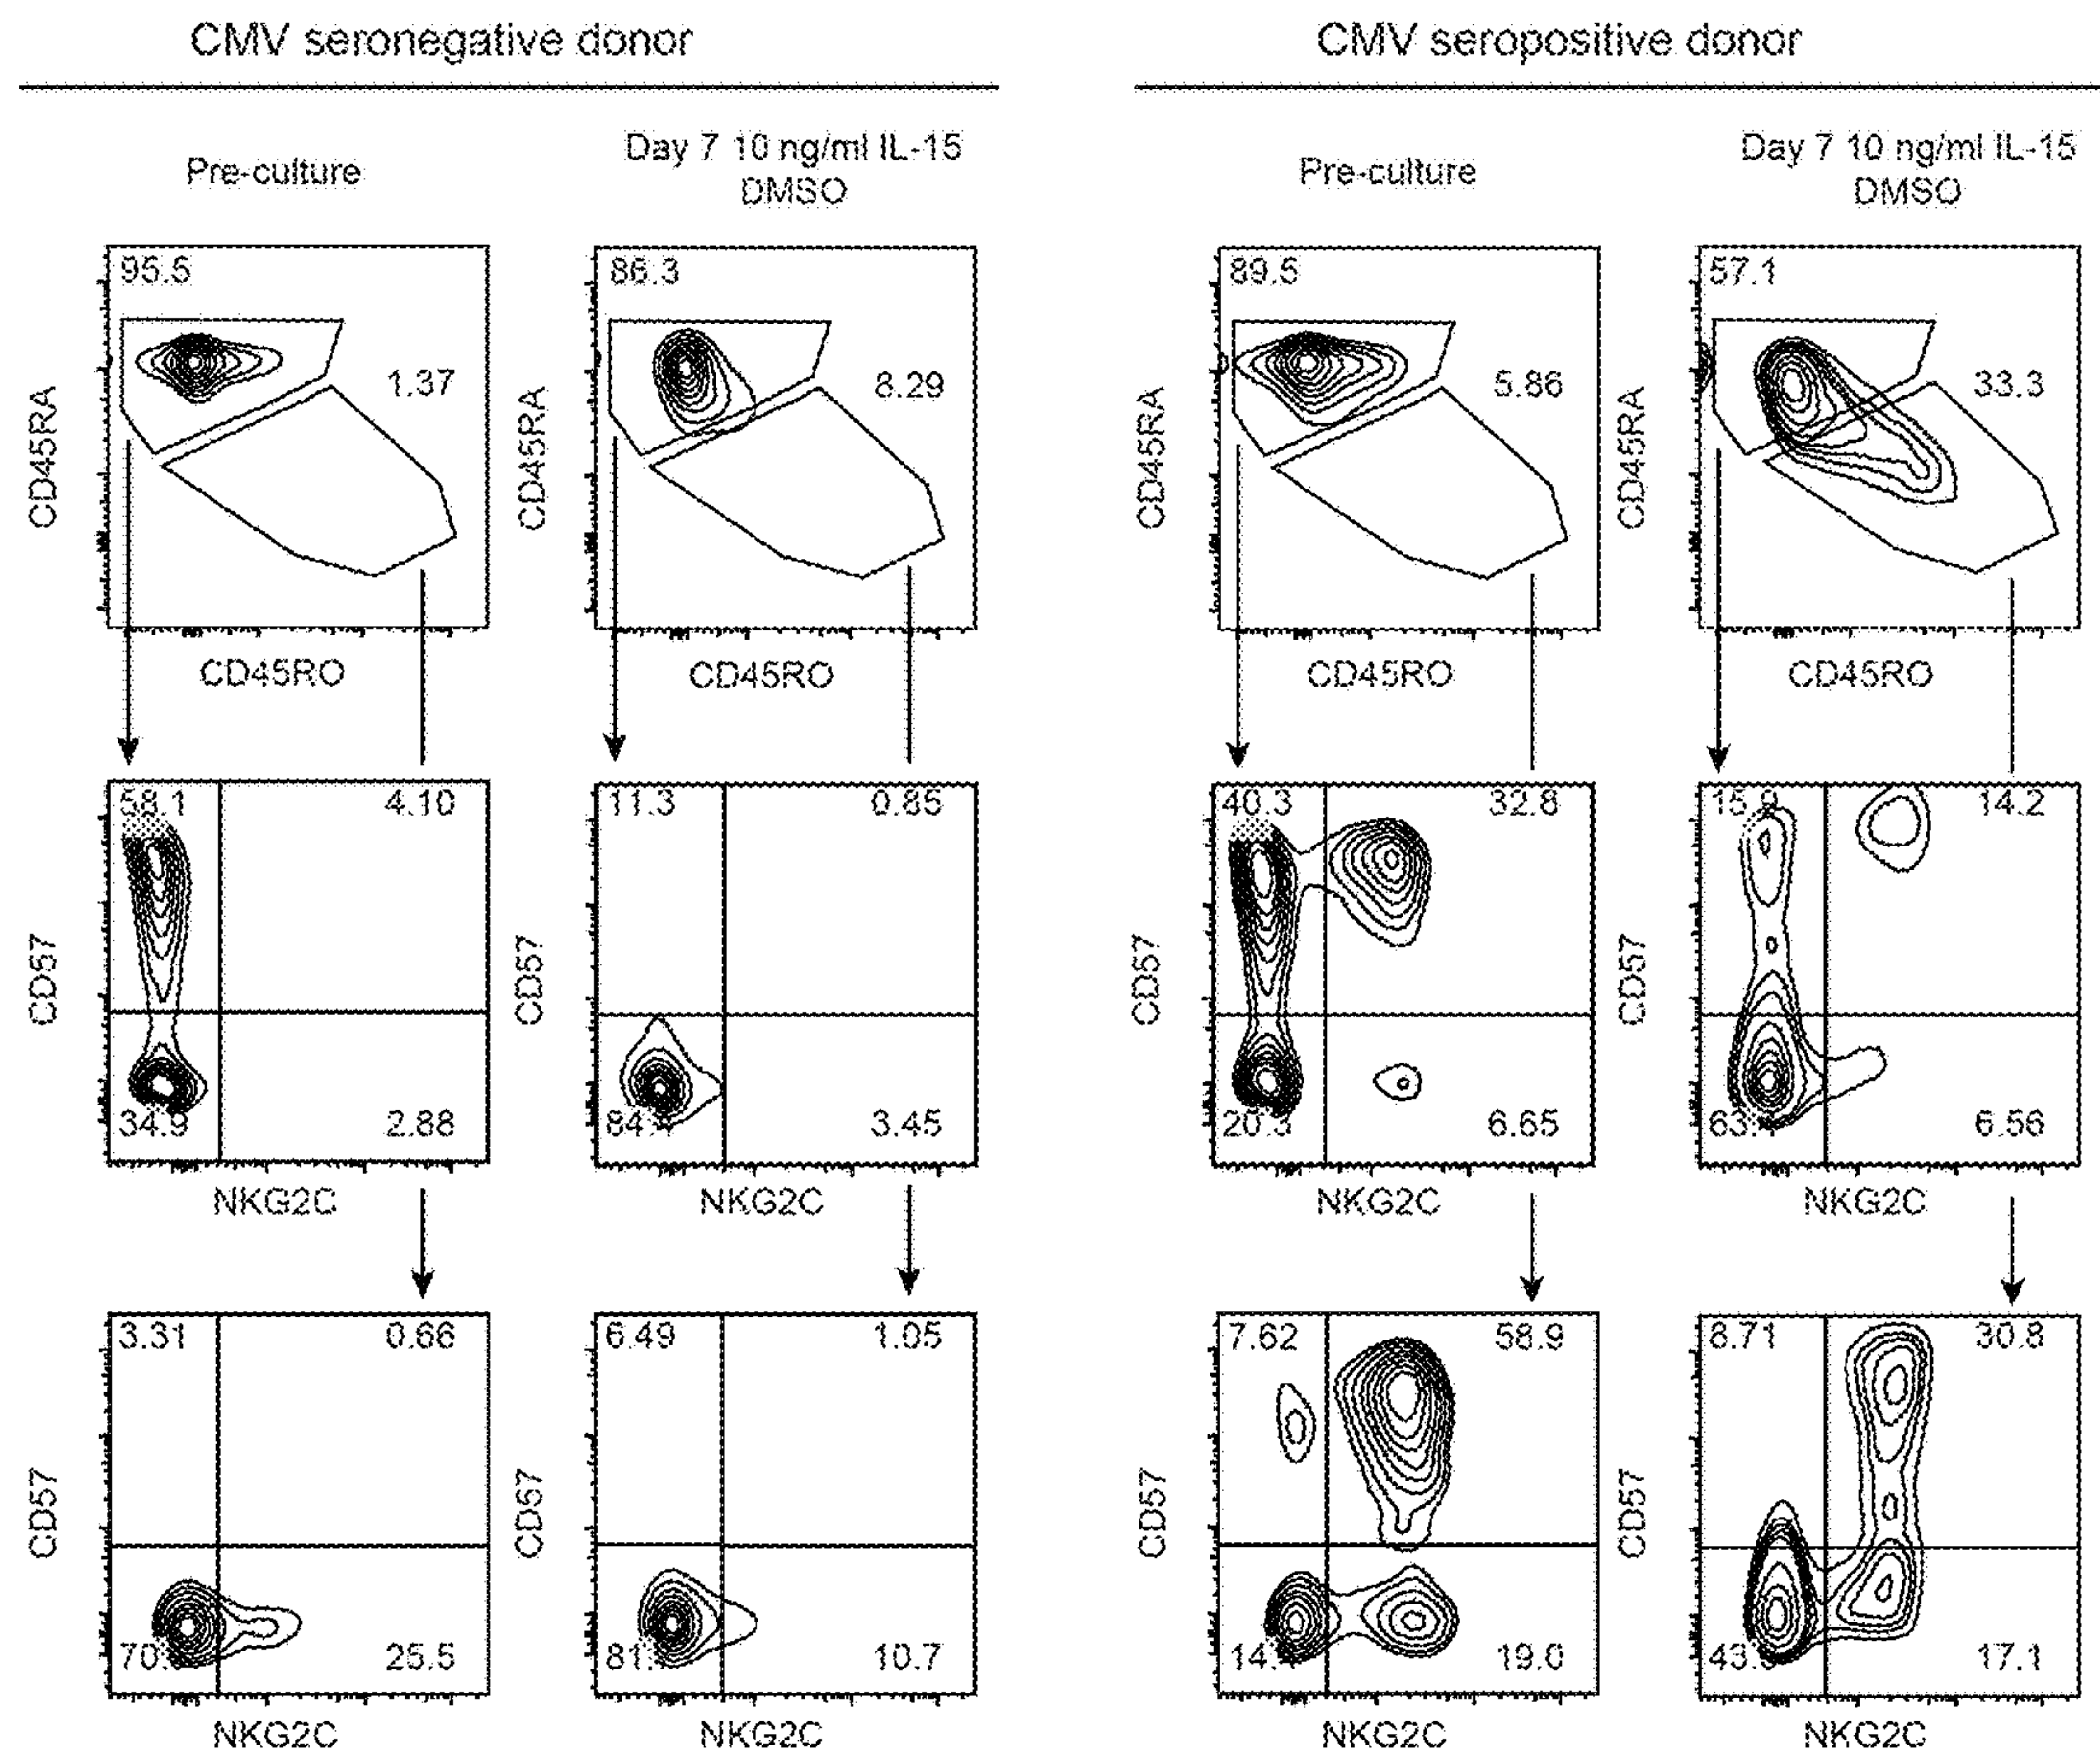 CMV seronegative donor
CMV seropositive donor
Pre-culture
Day 7 10 ng/ml IL-15
DMSO
Pre-culture
Day 7 10 ng/ml IL-15
DMSO
95.5
1.37
CD45RA
CD45RO
86.3
8.29
CD45RA
CD45RO
89.5
5.86
CD45RA
CD45RO
57.1
33.3
CD45RA
CD45RO
58.1
4.10
34.9
2.88
CD57
NKG2C
11.3
0.85
3.45
CD57
NKG2C
40.3
32.8
20.3
6.65
CD57
NKG2C
14.2
6.56
CD57
NKG2C
3.31
0.66
25.5
CD57
NKG2C
6.49
1.05
10.7
CD57
NKG2C
7.62
58.9
19.0
CD57
NKG2C
8.71
30.8
17.1
CD57
NKG2C